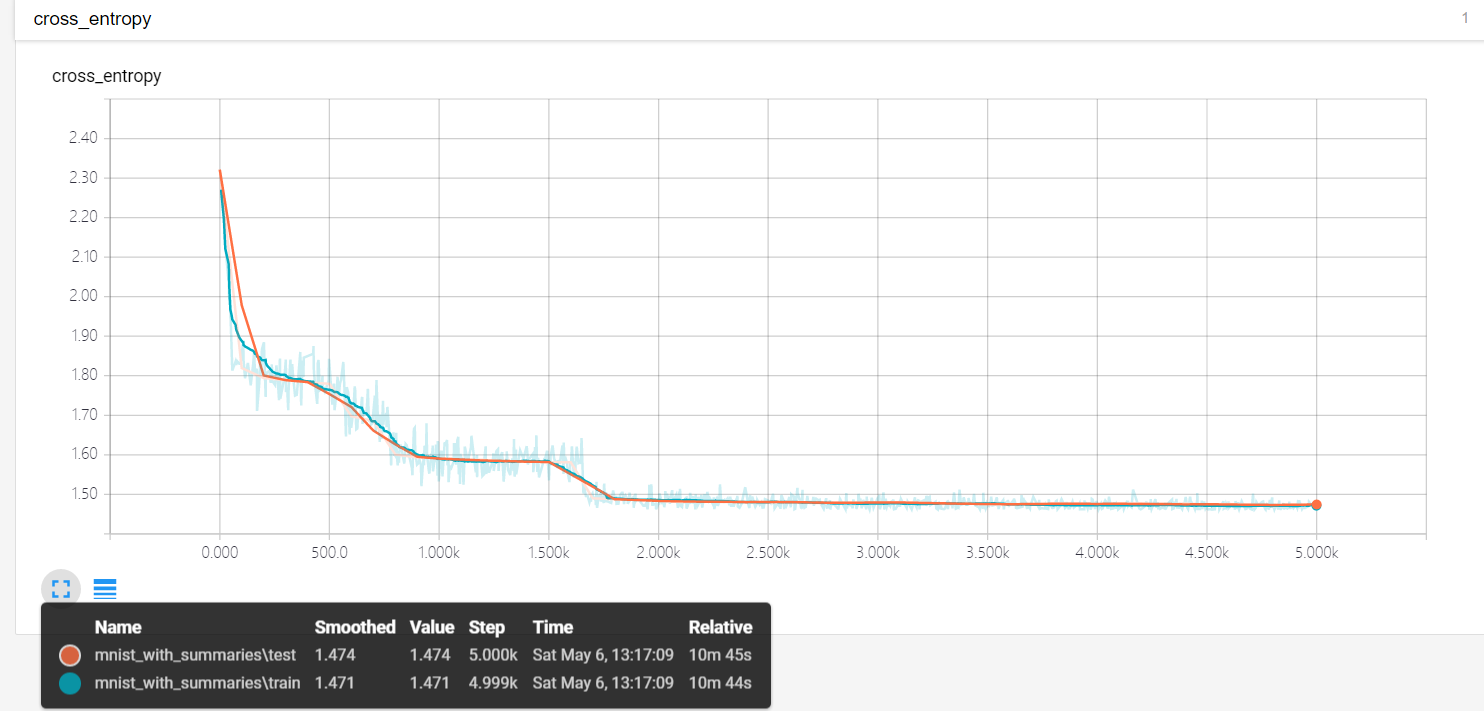 cross_entropy 1
cross_entropy
2.40
2.30
2.20
2.10
2.00
1.90
1.80
1.70
1.60
1.50
0.000 500.0 1.000k 1.500k 2.000k 2.500k 3.000k 3.500k 4.000k 4.500k 5.000k
Name Smoothed Value Step Time Relative
mnist_with_summaries\test 1.474 1.474 5.000k Sat May 6, 13:17:09 10m 45s
mnist_with_summaries\train 1.471 1.471 4.999k Sat May 6, 13:17:09 10m 44s